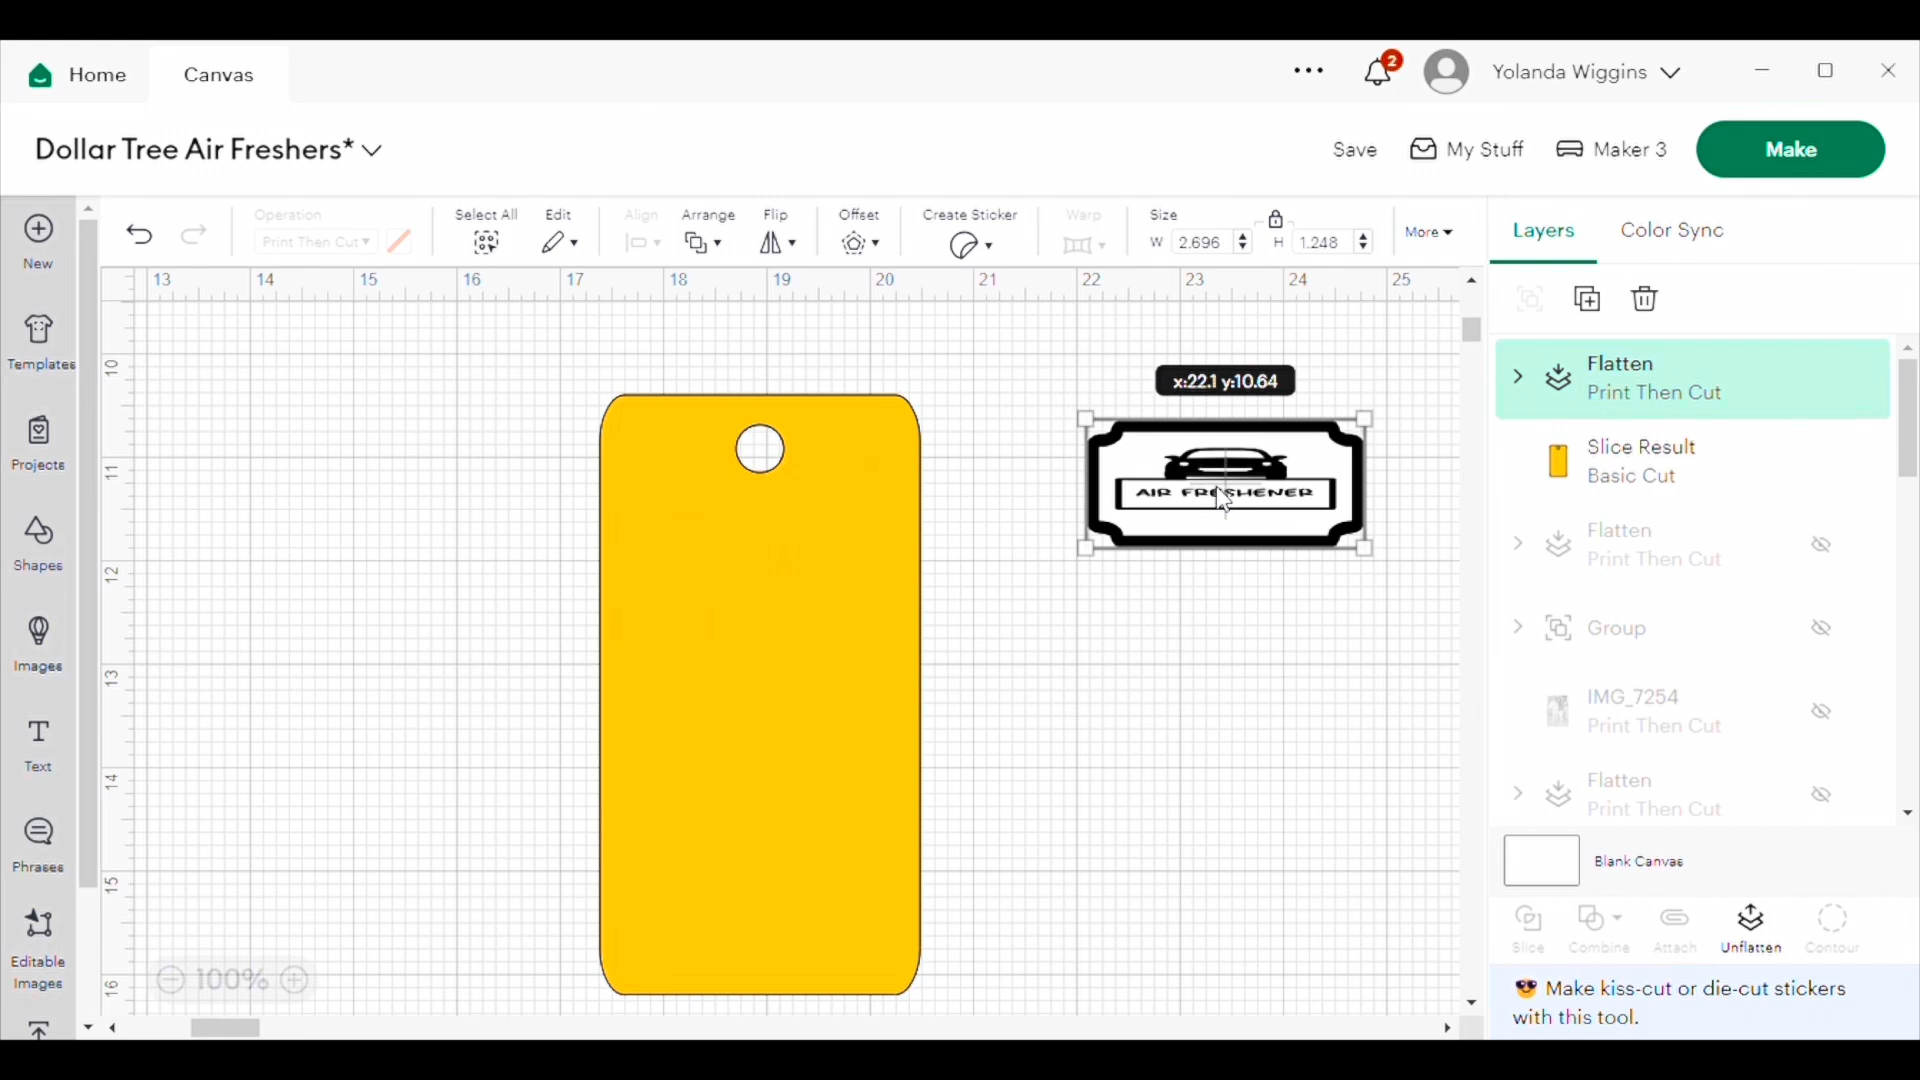 Home
Canvas
2
Yolanda Wiggins
Dollar Tree Air Freshers*
Save
My Stuff
Maker 3
Make
Operation
Print Then Cut
Select All
Edit
Align
Arrange
Flip
Offset
Create Sticker
Warp
Size
W 2.696
H 1.248
More
Layers
Color Sync
New
Templates
Projects
Shapes
Images
Text
Phrases
Editable
Images
13 14 15 16 17 18 19 20 21 22 23 24 25
10
11
12
13
14
15
16
x:22.1 y:10.64
AIR FRESHENER
100%
Flatten
Print Then Cut
Slice Result
Basic Cut
Flatten
Print Then Cut
Group
IMG_7254
Print Then Cut
Flatten
Print Then Cut
Blank Canvas
Slice
Combine
Attach
Unflatten
Contour
😎 Make kiss-cut or die-cut stickers
with this tool.